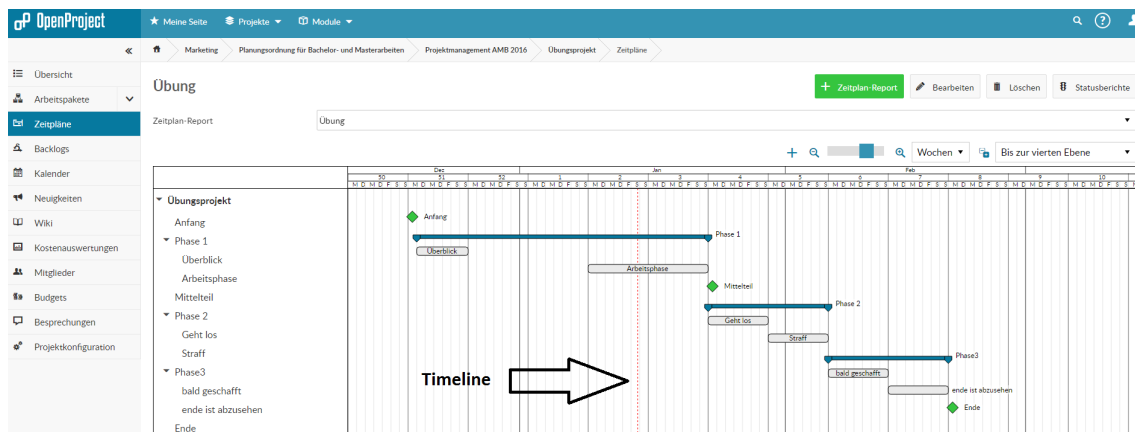 OpenProject
Meine Seite Projekte Module ?
Marketing Planungsordnung für Bachelor- und Masterarbeiten Projektmanagement AMB 2016 Übungsprojekt Zeitpläne
Übersicht
Arbeitspakete
Zeitpläne
Backlogs
Kalender
Neuigkeiten
Wiki
Kostenauswertungen
Mitglieder
Budgets
Besprechungen
Projektkonfiguration
Übung
+ Zeitplan-Report Bearbeiten Löschen Statusberichte
Zeitplan-Report Übung
Wochen Bis zur vierten Ebene
Dez Jan Feb
50 51 52 1 2 3 4 5 6 7 8 9 10
M D M D F S S M D M D F S S M D M D F S S M D M D F S S M D M D F S S M D M D F S S M D M D F S S M D M D F S S M D M D F S S M D M D F S S M D M D F S S M D M D F S S M D M D F S
Übungsprojekt
Anfang Anfang
Phase 1 Phase 1
Überblick Überblick
Arbeitsphase Arbeitsphase
Mittelteil Mittelteil
Phase 2 Phase 2
Geht los Geht los
Straff Straff
Phase3 Phase3
bald geschafft bald geschafft
ende ist abzusehen ende ist abzusehen
Ende Ende
Timeline